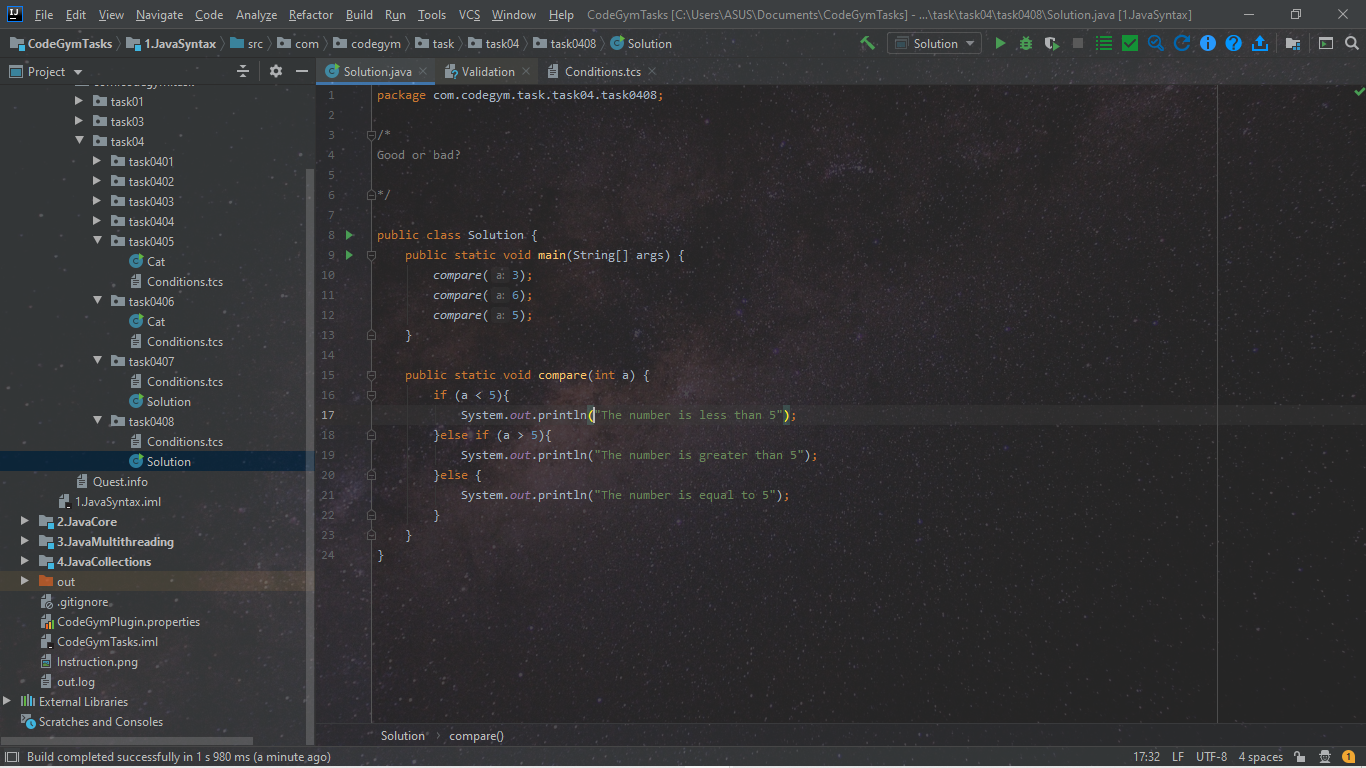 File Edit View Navigate Code Analyze Refactor Build Run Tools VCS Window Help CodeGymTasks [C:\Users\ASUS\Documents\CodeGymTasks] - ...\task\task04\task0408\Solution.java [1.JavaSyntax]
CodeGymTasks 1.JavaSyntax src com codegym task task04 task0408 Solution Solution
Project Solution.java Validation Conditions.tcs
task01
task03
task04
task0401
task0402
task0403
task0404
task0405
Cat
Conditions.tcs
task0406
Cat
Conditions.tcs
task0407
Conditions.tcs
Solution
task0408
Conditions.tcs
Solution
Quest.info
1.JavaSyntax.iml
2.JavaCore
3.JavaMultithreading
4.JavaCollections
out
.gitignore
CodeGymPlugin.properties
CodeGymTasks.iml
Instruction.png
out.log
External Libraries
Scratches and Consoles
1 package com.codegym.task.task04.task0408;
2
3 /*
4 Good or bad?
5
6 */
7
8 public class Solution {
9 public static void main(String[] args) {
10 compare( a: 3);
11 compare( a: 6);
12 compare( a: 5);
13 }
14
15 public static void compare(int a) {
16 if (a < 5){
17 System.out.println("The number is less than 5");
18 }else if (a > 5){
19 System.out.println("The number is greater than 5");
20 }else {
21 System.out.println("The number is equal to 5");
22 }
23 }
24 }
Solution compare()
Build completed successfully in 1 s 980 ms (a minute ago) 17:32 LF UTF-8 4 spaces 1